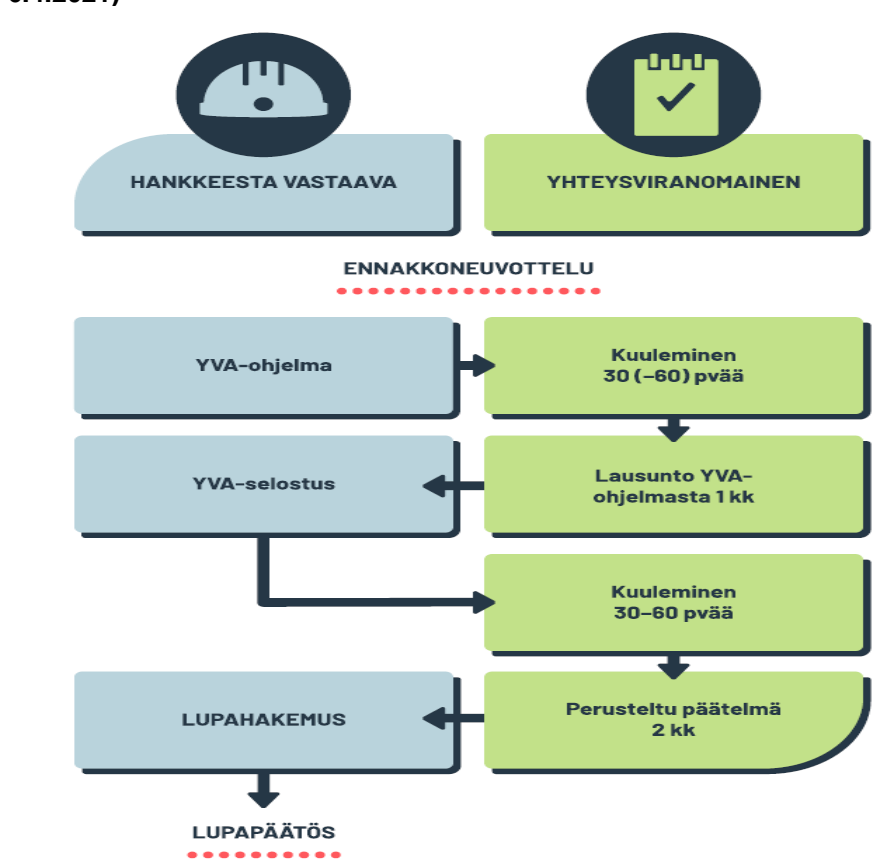 HANKKEESTA VASTAAVA
YHTEYSVIRANOMAINEN
ENNAKKONEUVOTTELU
YVA-ohjelma
Kuuleminen
30 (-60) pvää
Lausunto YVA-
ohjelmasta 1 kk
YVA-selostus
Kuuleminen
30-60 pvää
Perusteltu päätelmä
2 kk
LUPAHAKEMUS
LUPAPÄÄTÖS